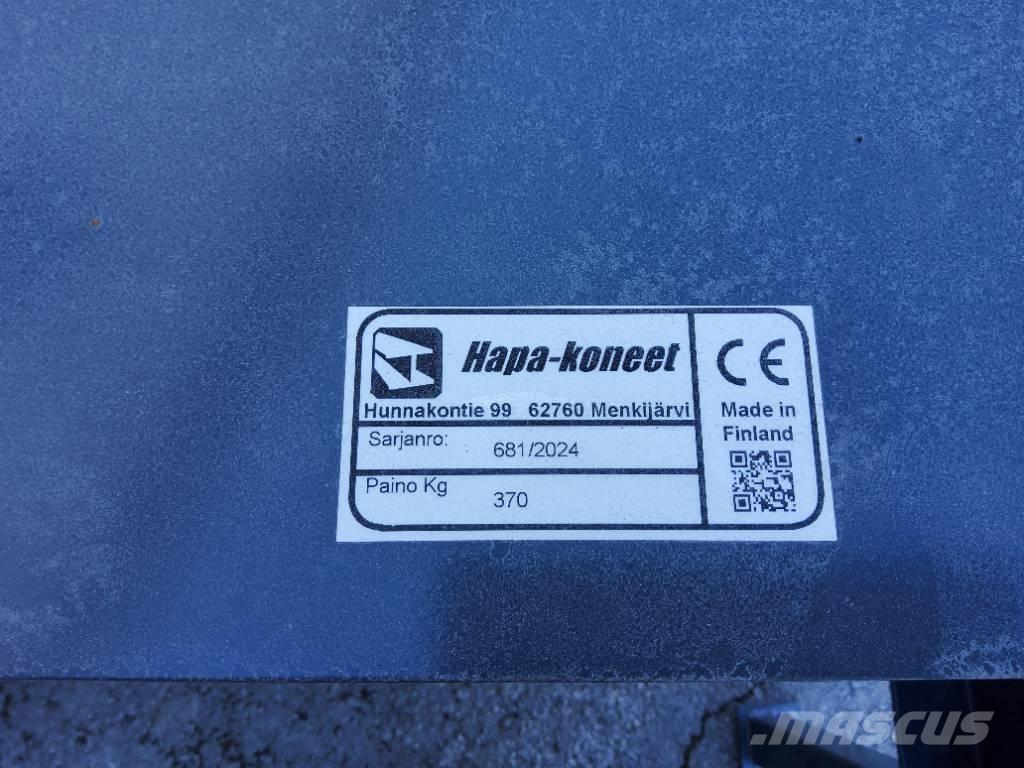 Hapa-koneet
Hunnakontie 99 62760 Menkijärvi
Sarjanro: 681/2024
Paino Kg 370
CE
Made in
Finland
MASCUS